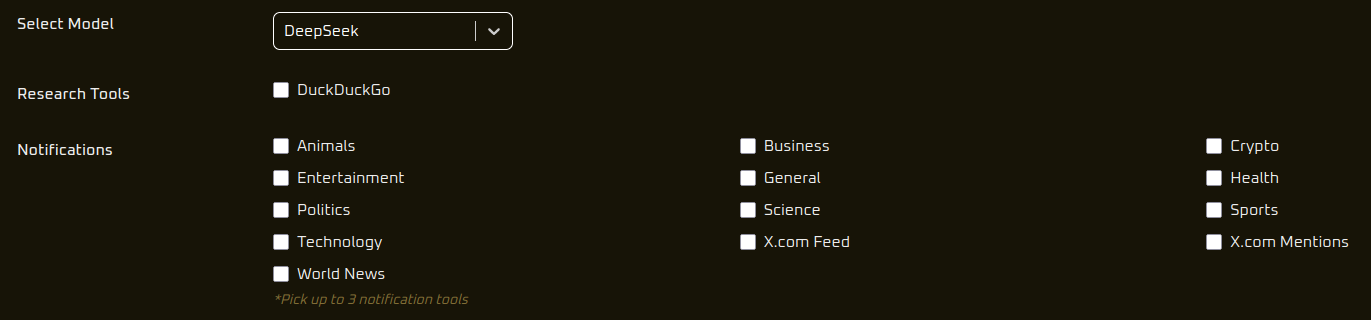 Select Model
DeepSeek
Research Tools
DuckDuckGo
Notifications
Animals
Business
Crypto
Entertainment
General
Health
Politics
Science
Sports
Technology
X.com Feed
X.com Mentions
World News
*Pick up to 3 notification tools